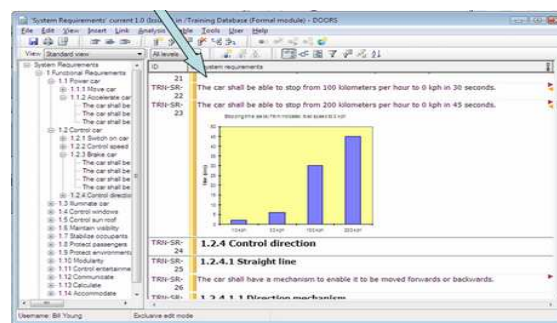 'System Requirements' current 1.0 in /Training Database (Formal module) - DOORS
File Edit View Insert Link Analysis Table Tools User Help
View Standard view
All levels
System Requirements
1 Functional Requirements
1.1 Power car
1.1.1 Move car
1.1.2 Accelerate car
The car shall be
The car shall be
The car shall be
1.2 Control car
1.2.1 Switch on car
1.2.2 Control speed
1.2.3 Brake car
The car shall be
The car shall be
The car shall be
The car shall be
1.2.4 Control directio
1.3 Illuminate car
1.4 Control windows
1.5 Control sun roof
1.6 Maintain visibility
1.7 Stabilise occupants
1.8 Protect passengers
1.9 Protect environment
1.10 Modularity
1.11 Control entertainme
1.12 Communicate
1.13 Calculate
1.14 Accommodate
ID System requirements
21
TRN-SR-22 The car shall be able to stop from 100 kilometers per hour to 0 kph in 30 seconds.
TRN-SR-23 The car shall be able to stop from 200 kilometers per hour to 0 kph in 45 seconds.
TRN-SR-24 1.2.4 Control direction
TRN-SR-25 1.2.4.1 Straight line
TRN-SR-26 The car shall have a mechanism to enable it to be moved forwards or backwards.
TRN-SR- 1.2.4.1.1 Direction mechanism
Username: Bill Young Exclusive edit mode